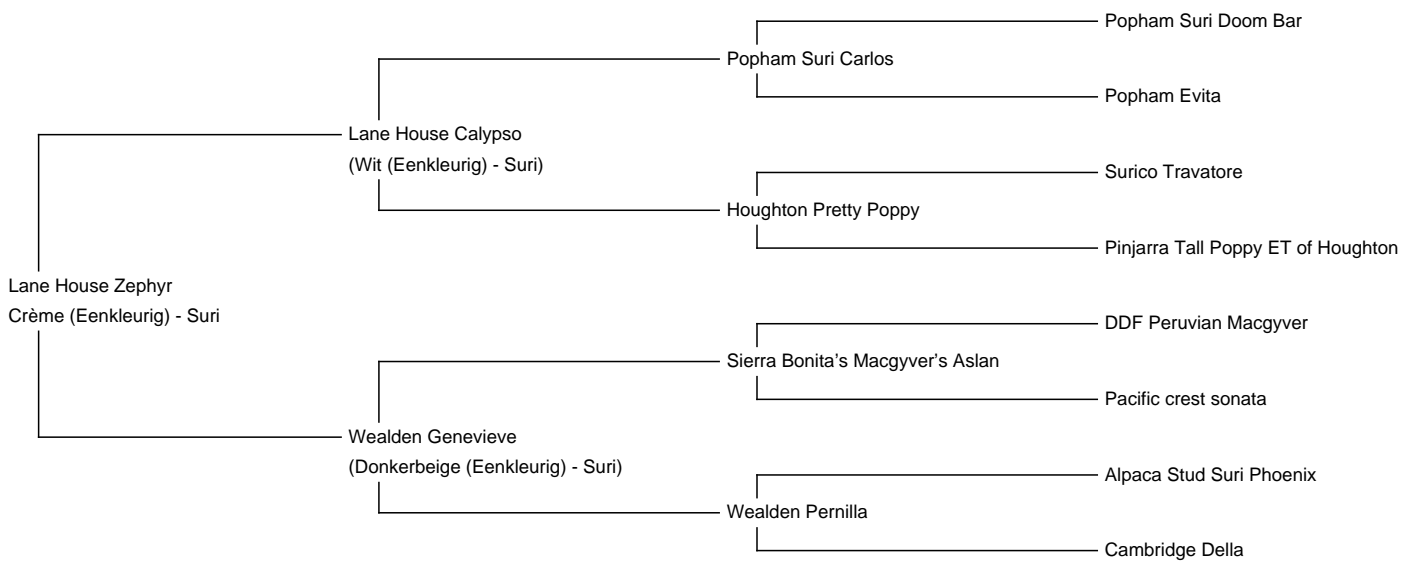 Popham Suri Doom Bar
Popham Suri Carlos
Popham Evita
Lane House Calypso
(Wit (Eenkleurig) - Suri)
Surico Travatore
Houghton Pretty Poppy
Pinjarra Tall Poppy ET of Houghton
Lane House Zephyr
Crème (Eenkleurig) - Suri
DDF Peruvian Macgyver
Sierra Bonita's Macgyver's Aslan
Pacific crest sonata
Wealden Genevieve
(Donkerbeige (Eenkleurig) - Suri)
Alpaca Stud Suri Phoenix
Wealden Pernilla
Cambridge Della